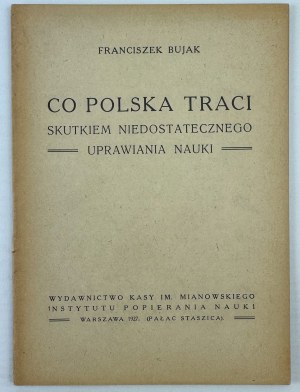 FRANCISZEK BUJAK
CO POLSKA TRACI
SKUTKIEM NIEDOSTATECZNEGO
UPRAWIANIA NAUKI
WYDAWNICTWO KASY IM. MIANOWSKIEGO
INSTYTUTU POPIERANIA NAUKI
WARSZAWA 1927. (PAŁAC STASZICA).